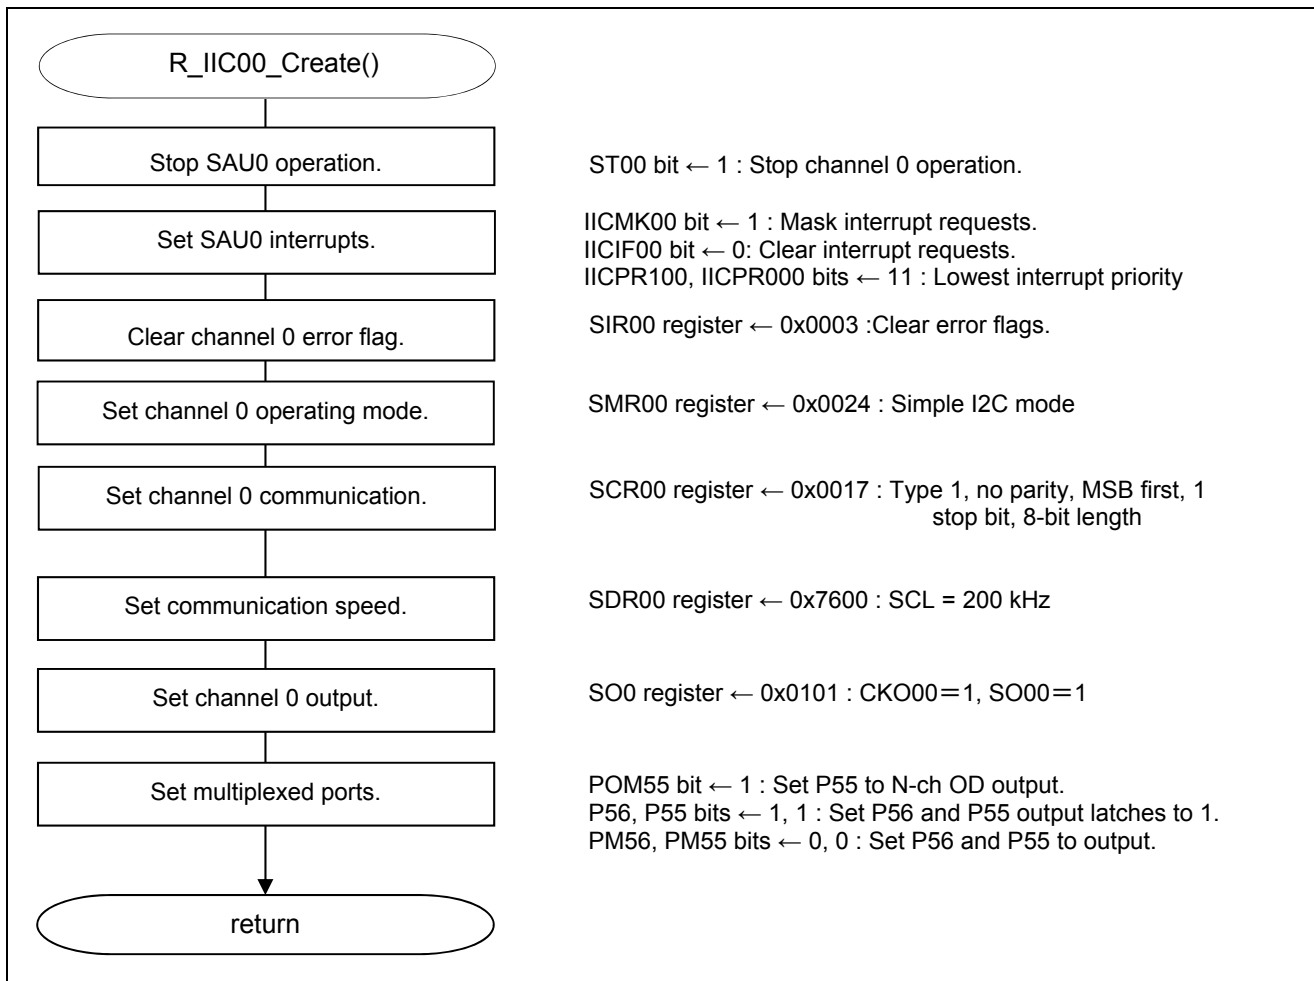 R_IIC00_Create()
Stop SAU0 operation.
ST00 bit ← 1 : Stop channel 0 operation.
Set SAU0 interrupts.
IICMK00 bit ← 1 : Mask interrupt requests.
IICIF00 bit ← 0: Clear interrupt requests.
IICPR100, IICPR000 bits ← 11 : Lowest interrupt priority
Clear channel 0 error flag.
SIR00 register ← 0x0003 :Clear error flags.
Set channel 0 operating mode.
SMR00 register ← 0x0024 : Simple I2C mode
Set channel 0 communication.
SCR00 register ← 0x0017 : Type 1, no parity, MSB first, 1
stop bit, 8-bit length
Set communication speed.
SDR00 register ← 0x7600 : SCL = 200 kHz
Set channel 0 output.
SO0 register ← 0x0101 : CKO00＝1, SO00＝1
Set multiplexed ports.
POM55 bit ← 1 : Set P55 to N-ch OD output.
P56, P55 bits ← 1, 1 : Set P56 and P55 output latches to 1.
PM56, PM55 bits ← 0, 0 : Set P56 and P55 to output.
return